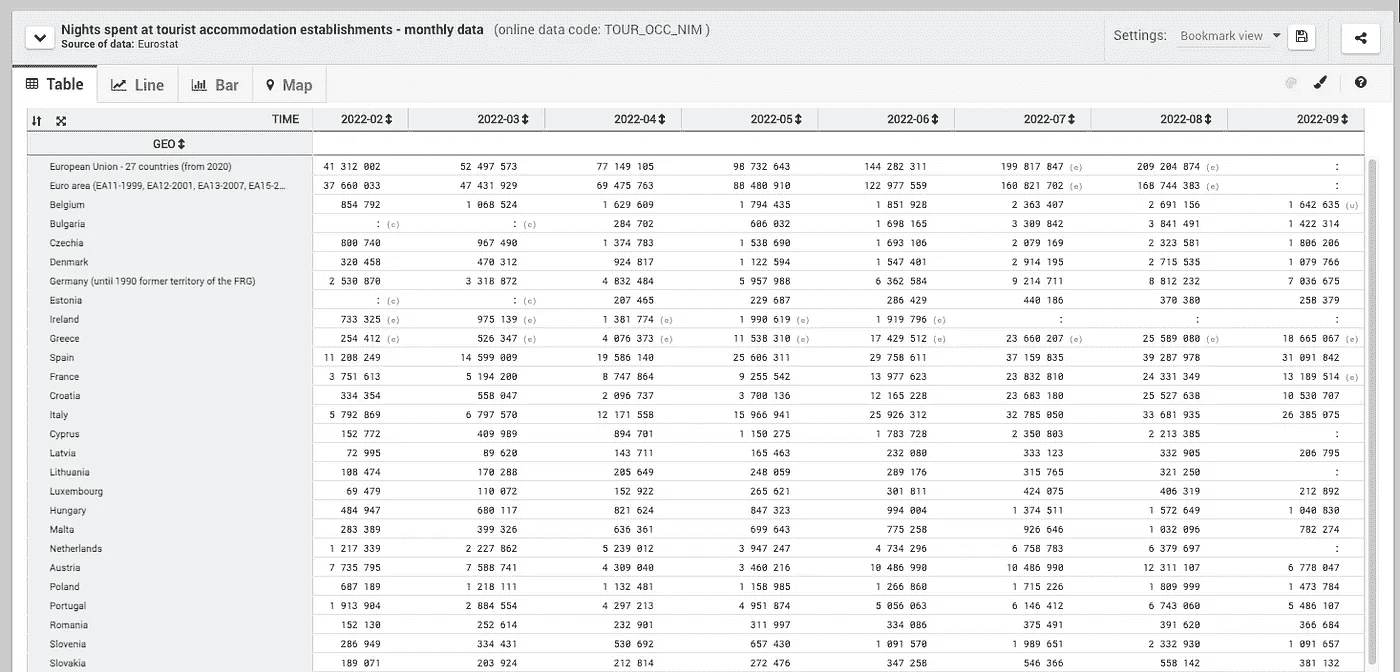 Nights spent at tourist accommodation establishments - monthly data (online data code: TOUR_OCC_NIM )
Source of data: Eurostat
Settings: Bookmark view
Table Line Bar Map
TIME 2022-02 2022-03 2022-04 2022-05 2022-06 2022-07 2022-08 2022-09
GEO
European Union - 27 countries (from 2020) 41 312 002 52 497 573 77 149 105 98 732 643 144 282 311 199 817 847 (e) 209 204 874 (e) :
Euro area (EA11-1999, EA12-2001, EA13-2007, EA15-2... 37 660 033 47 431 929 69 475 763 88 480 910 122 977 559 160 821 702 (e) 168 744 383 (e) :
Belgium 854 792 1 068 524 1 629 609 1 794 435 1 851 928 2 363 407 2 691 156 1 642 635 (u)
Bulgaria : (c) : (c) 284 702 606 032 1 698 165 3 309 842 3 841 491 1 422 314
Czechia 800 740 967 490 1 374 783 1 538 690 1 693 106 2 079 169 2 323 581 1 806 206
Denmark 320 458 470 312 924 817 1 122 594 1 547 401 2 914 195 2 715 535 1 079 766
Germany (until 1990 former territory of the FRG) 2 530 870 3 318 872 4 832 484 5 957 988 6 362 584 9 214 711 8 812 232 7 036 675
Estonia : (c) : (c) 207 465 229 687 286 429 440 186 370 380 258 379
Ireland 733 325 (e) 975 139 (e) 1 381 774 (e) 1 990 619 (e) 1 919 796 (e) : : :
Greece 254 412 (e) 526 347 (e) 4 076 373 (e) 11 538 310 (e) 17 429 512 (e) 23 660 207 (e) 25 589 080 (e) 18 665 067 (e)
Spain 11 208 249 14 599 009 19 586 140 25 606 311 29 758 611 37 159 835 39 287 978 31 091 842
France 3 751 613 5 194 200 8 747 864 9 255 542 13 977 623 23 832 810 24 331 349 13 189 514 (e)
Croatia 334 354 558 047 2 096 737 3 700 136 12 165 228 23 683 180 25 527 638 10 530 707
Italy 5 792 869 6 797 570 12 171 558 15 966 941 25 926 312 32 785 050 33 681 935 26 385 075
Cyprus 152 772 409 989 894 701 1 150 275 1 783 728 2 350 803 2 213 385 :
Latvia 72 995 89 620 143 711 165 463 232 080 333 123 332 905 206 795
Lithuania 108 474 170 288 205 649 248 059 289 176 315 765 321 250 :
Luxembourg 69 479 110 072 152 922 265 621 301 811 424 075 406 319 212 892
Hungary 484 947 680 117 821 624 847 323 994 004 1 374 511 1 572 649 1 040 830
Malta 283 389 399 326 636 361 699 643 775 258 926 646 1 032 096 782 274
Netherlands 1 217 339 2 227 862 5 239 012 3 947 247 4 734 296 6 758 783 6 379 697 :
Austria 7 735 795 7 588 741 4 309 040 3 460 216 10 486 990 10 486 990 12 311 107 6 778 047
Poland 687 189 1 218 111 1 132 481 1 158 985 1 266 860 1 715 226 1 809 999 1 473 784
Portugal 1 913 904 2 884 554 4 297 213 4 951 874 5 056 063 6 146 412 6 743 060 5 486 107
Romania 152 130 252 614 232 901 311 997 334 086 375 491 391 620 366 684
Slovenia 286 949 334 431 530 692 657 430 1 091 570 1 989 651 2 332 930 1 091 657
Slovakia 189 071 203 924 212 814 272 476 347 258 546 366 558 142 381 132